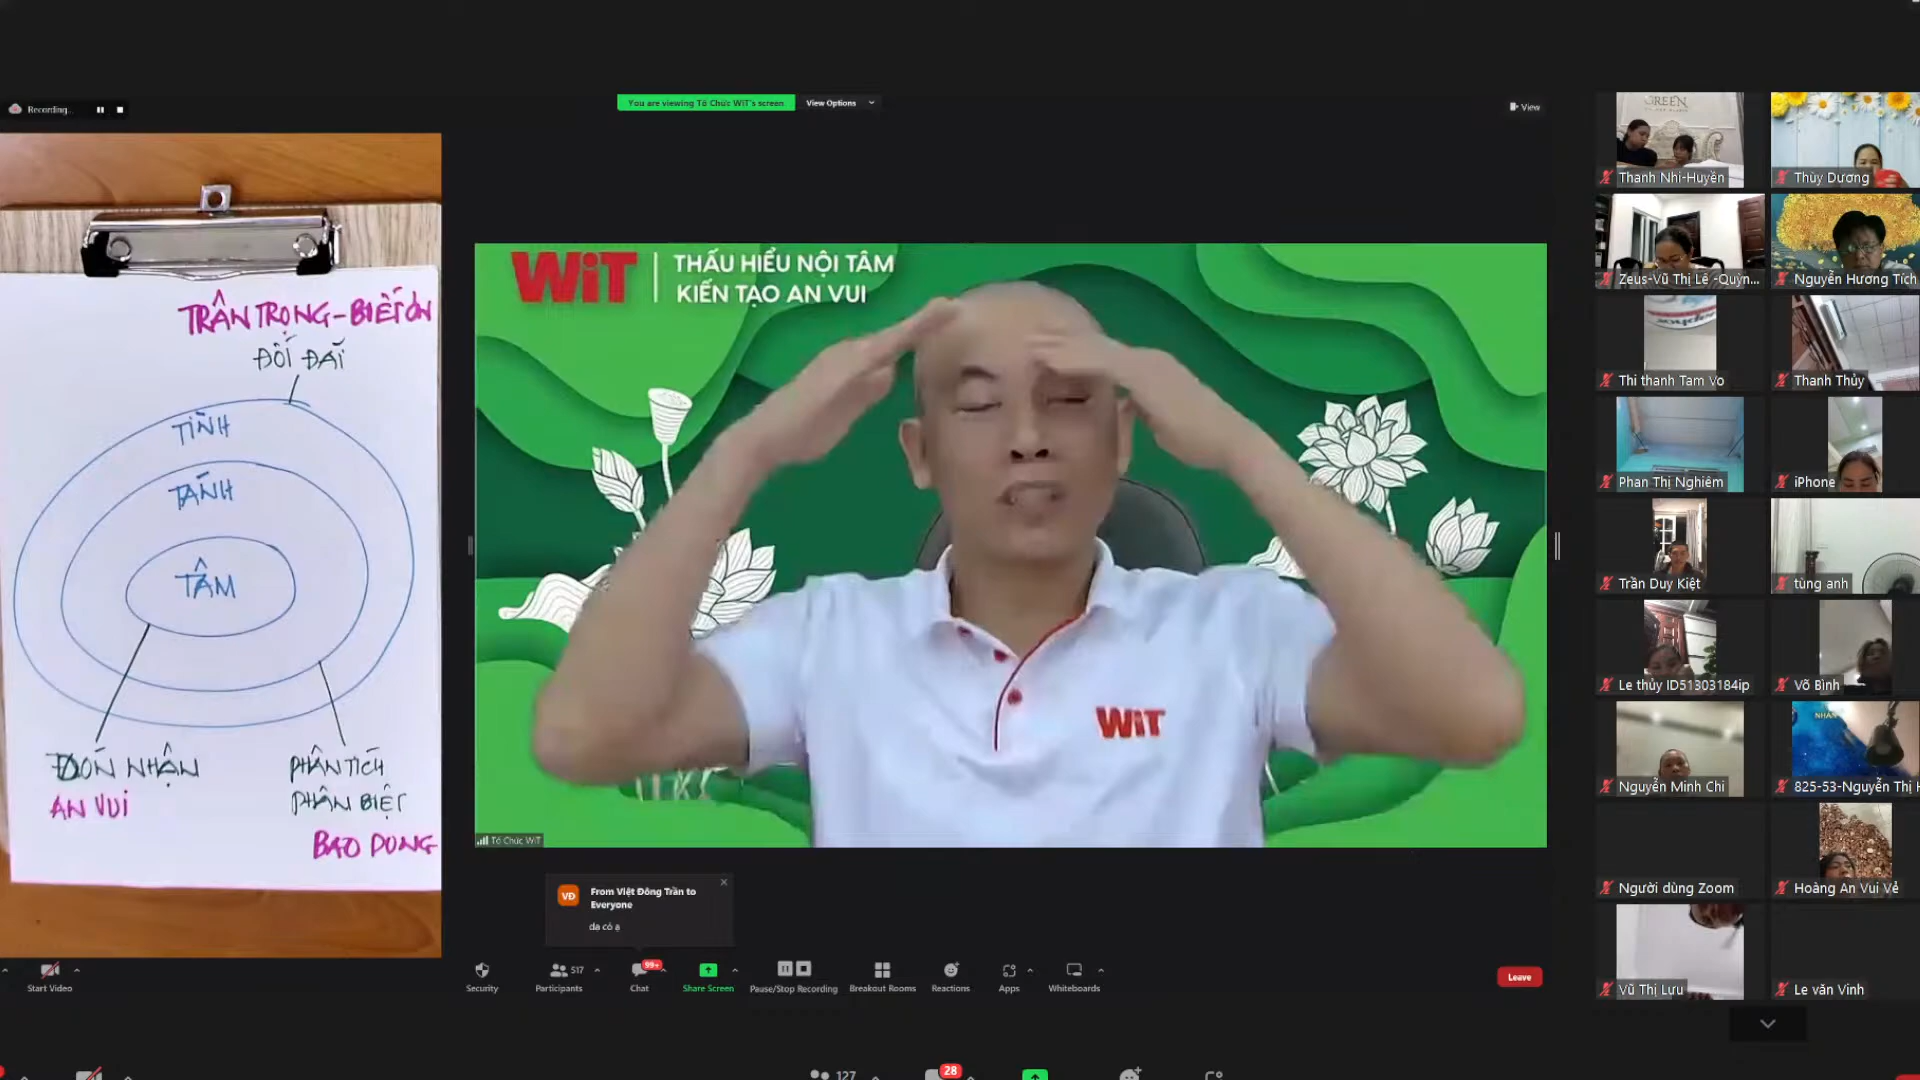 Recording...
You are viewing Tổ Chức WiT's screen
View Options
View
TRÂN TRỌNG - BIẾT ƠN
ĐỐI ĐÃI
TÌNH
TÁNH
TÂM
ĐÓN NHẬN
AN VUI
PHÂN TÍCH
PHÂN BIỆT
BAO DUNG
WiT
THẤU HIỂU NỘI TÂM
KIẾN TẠO AN VUI
WiT
Tổ Chức WiT
VĐ
From Việt Đông Trần to
Everyone
dạ có ạ
Start Video
Security
517
Participants
99+
Chat
Share Screen
Pause/Stop Recording
Breakout Rooms
Reactions
Apps
Whiteboards
Leave
GREEN
Thanh Nhi-Huyền
Thùy Dương
Zeus-Vũ Thị Lê -Quỳn...
Nguyễn Hương Tích
Thi thanh Tam Vo
Thanh Thủy
Phan Thị Nghiêm
iPhone
Trần Duy Kiệt
tùng anh
Le thủy ID51303184ip
Võ Bình
NHÂN
Nguyễn Minh Chi
825-53-Nguyễn Thị H
Người dùng Zoom
Hoàng An Vui Vẻ
Vũ Thị Lưu
Le văn Vinh
127
28